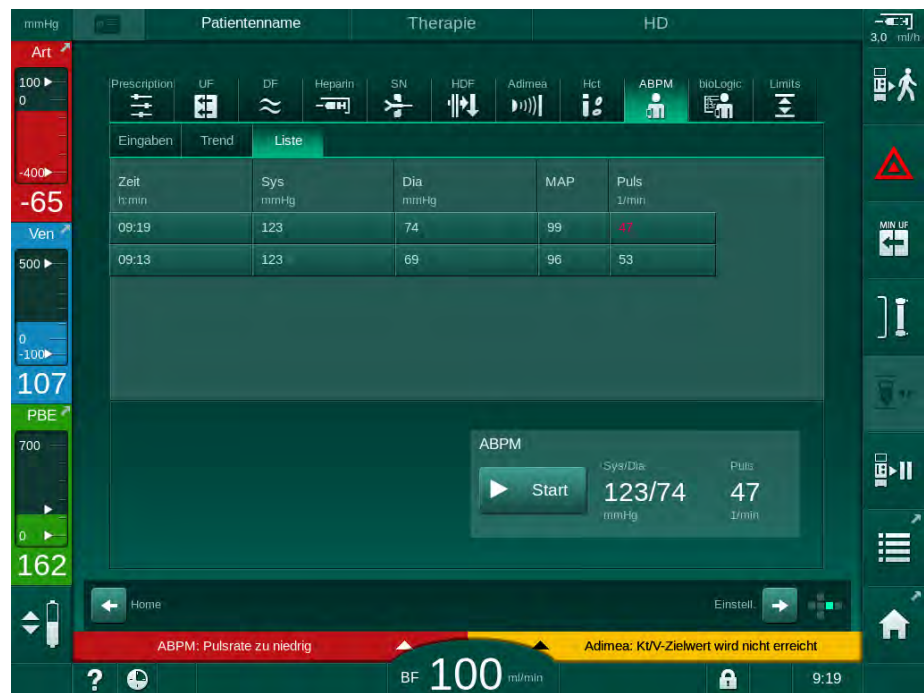 mmHg Patientenname Therapie HD
3,0 ml/h
Art
100
0
-400
-65
Ven
500
0
-100
107
PBE
700
0
162
Prescription UF DF Heparin SN HDF Adimea Hct ABPM bioLogic Limits
Eingaben Trend Liste
Zeit Sys Dia MAP Puls
h:min mmHg mmHg 1/min
09:19 123 74 99 47
09:13 123 69 96 53
ABPM
Sys/Dia Puls
Start 123/74 47
mmHg 1/min
MIN UF
Home Einstell.
ABPM: Pulsrate zu niedrig Adimea: Kt/V-Zielwert wird nicht erreicht
? BF 100 ml/min 9:19